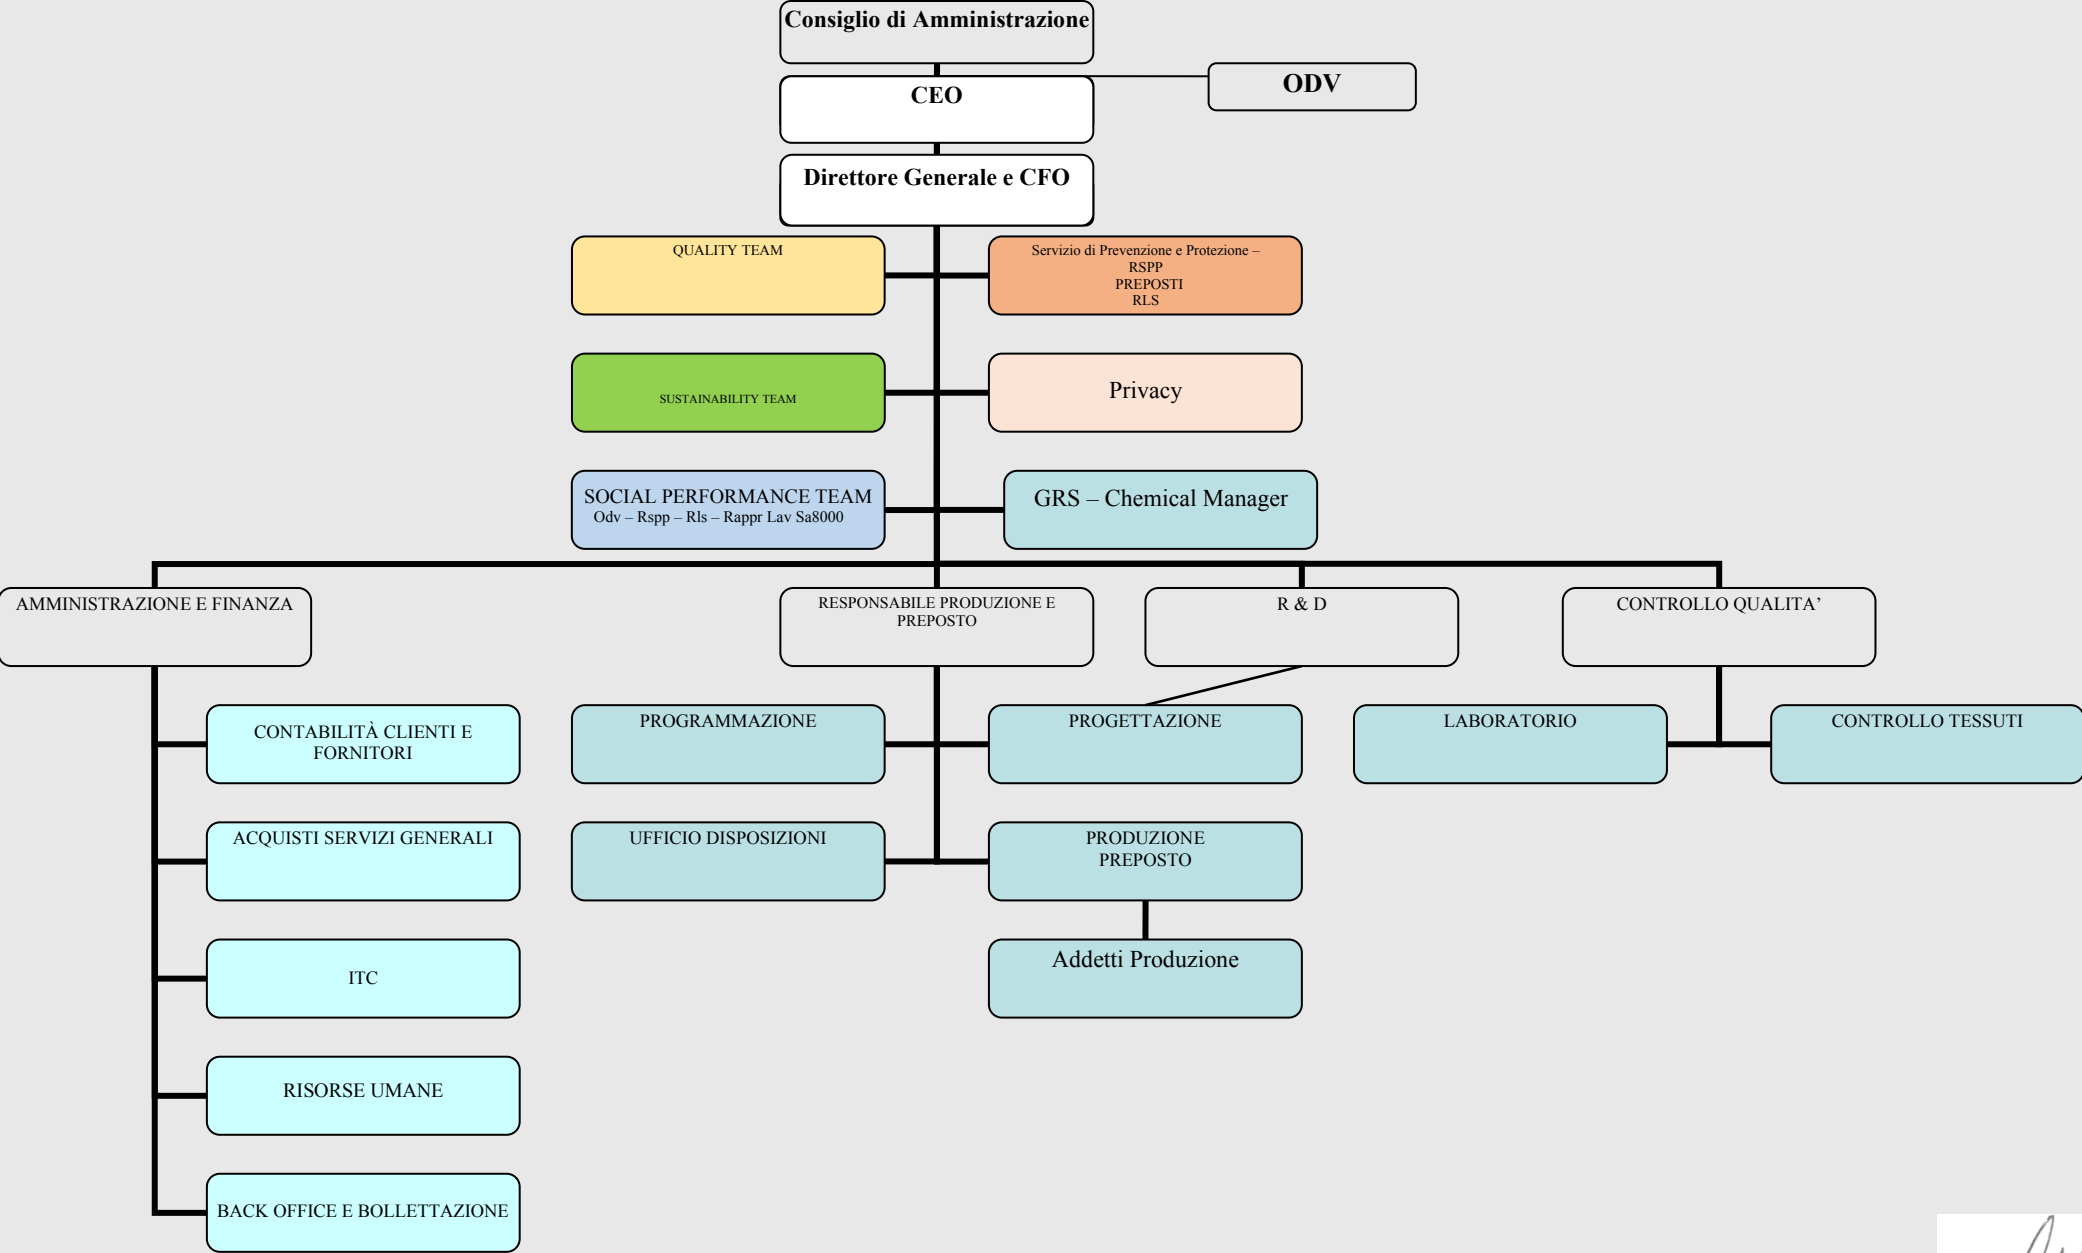 Consiglio di Amministrazione
CEO
ODV
Direttore Generale e CFO
QUALITY TEAM
Servizio di Prevenzione e Protezione –
RSPP
PREPOSTI
RLS
SUSTAINABILITY TEAM
Privacy
SOCIAL PERFORMANCE TEAM
Odv – Rspp – Rls – Rappr Lav Sa8000
GRS – Chemical Manager
AMMINISTRAZIONE E FINANZA
RESPONSABILE PRODUZIONE E
PREPOSTO
R & D
CONTROLLO QUALITA’
CONTABILITÀ CLIENTI E
FORNITORI
PROGRAMMAZIONE
PROGETTAZIONE
LABORATORIO
CONTROLLO TESSUTI
ACQUISTI SERVIZI GENERALI
UFFICIO DISPOSIZIONI
PRODUZIONE
PREPOSTO
ITC
Addetti Produzione
RISORSE UMANE
BACK OFFICE E BOLLETTAZIONE